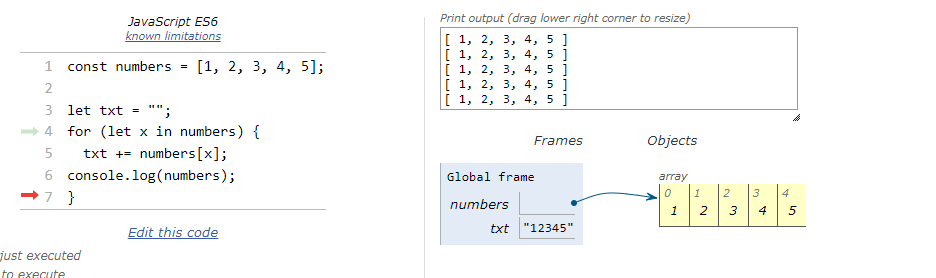 JavaScript ES6
known limitations
1 const numbers = [1, 2, 3, 4, 5];
2
3 let txt = "";
4 for (let x in numbers) {
5 txt += numbers[x];
6 console.log(numbers);
7 }
Edit this code
just executed
to execute
Print output (drag lower right corner to resize)
[ 1, 2, 3, 4, 5 ]
[ 1, 2, 3, 4, 5 ]
[ 1, 2, 3, 4, 5 ]
[ 1, 2, 3, 4, 5 ]
[ 1, 2, 3, 4, 5 ]
Frames Objects
Global frame
numbers
txt "12345"
array
0 1 2 3 4
1 2 3 4 5